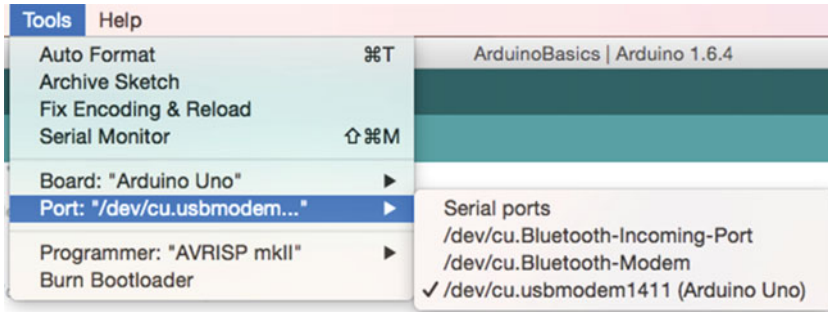 Tools Help
ArduinoBasics | Arduino 1.6.4
Auto Format ⌘T
Archive Sketch
Fix Encoding & Reload
Serial Monitor ⇧⌘M
Board: "Arduino Uno" ▶
Port: "/dev/cu.usbmodem..." ▶
Programmer: "AVRISP mkII" ▶
Burn Bootloader
Serial ports
/dev/cu.Bluetooth-Incoming-Port
/dev/cu.Bluetooth-Modem
✓ /dev/cu.usbmodem1411 (Arduino Uno)